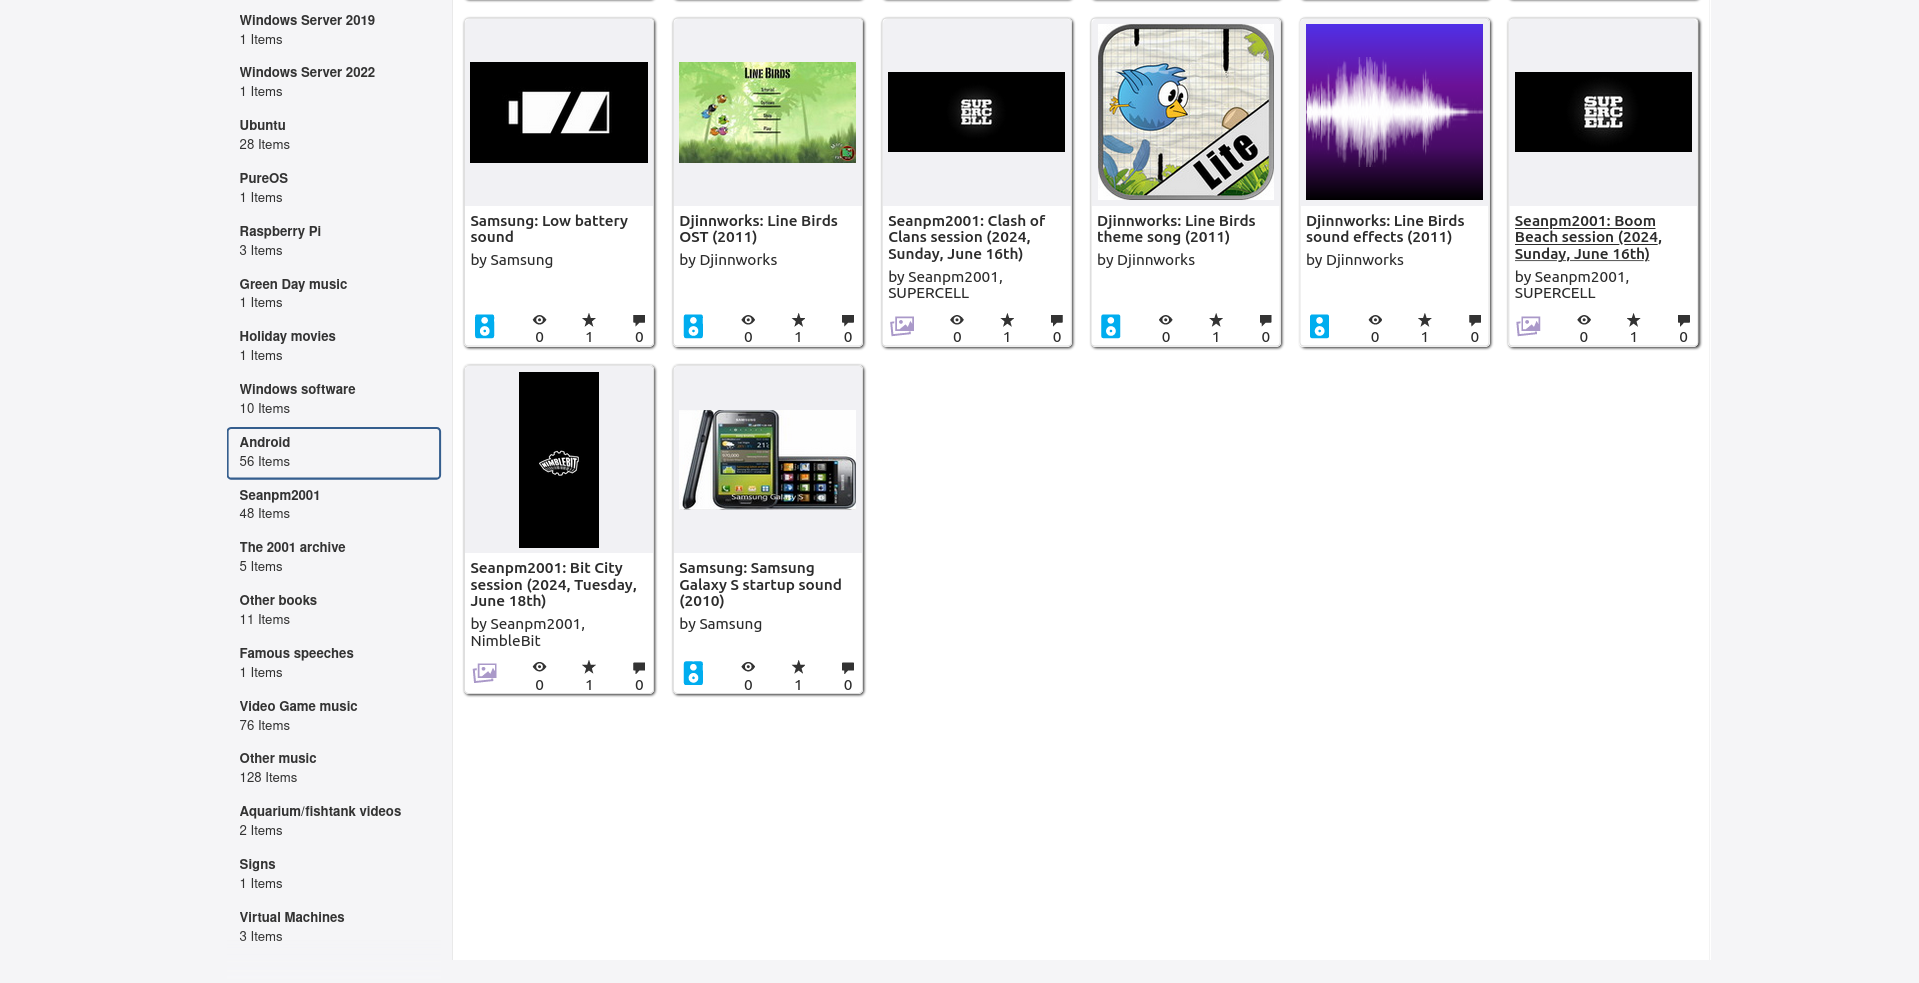 Windows Server 2019
1 Items
Windows Server 2022
1 Items
Ubuntu
28 Items
PureOS
1 Items
Raspberry Pi
3 Items
Green Day music
1 Items
Holiday movies
1 Items
Windows software
10 Items
Android
56 Items
Seanpm2001
48 Items
The 2001 archive
5 Items
Other books
11 Items
Famous speeches
1 Items
Video Game music
76 Items
Other music
128 Items
Aquarium/fishtank videos
2 Items
Signs
1 Items
Virtual Machines
3 Items
Samsung: Low battery
sound
by Samsung
0 1 0
LINE BIRDS
Tutorial
Options
Play
Djinnworks: Line Birds
OST (2011)
by Djinnworks
0 1 0
SUP
ERC
ELL
Seanpm2001: Clash of
Clans session (2024,
Sunday, June 16th)
by Seanpm2001,
SUPERCELL
0 1 0
Lite
Djinnworks: Line Birds
theme song (2011)
by Djinnworks
0 1 0
Djinnworks: Line Birds
sound effects (2011)
by Djinnworks
0 1 0
SUP
ERC
ELL
Seanpm2001: Boom
Beach session (2024,
Sunday, June 16th)
by Seanpm2001,
SUPERCELL
0 1 0
NIMBLEBIT
Seanpm2001: Bit City
session (2024, Tuesday,
June 18th)
by Seanpm2001,
NimbleBit
0 1 0
SAMSUNG
21°
Samsung Galaxy S
Samsung: Samsung
Galaxy S startup sound
(2010)
by Samsung
0 1 0